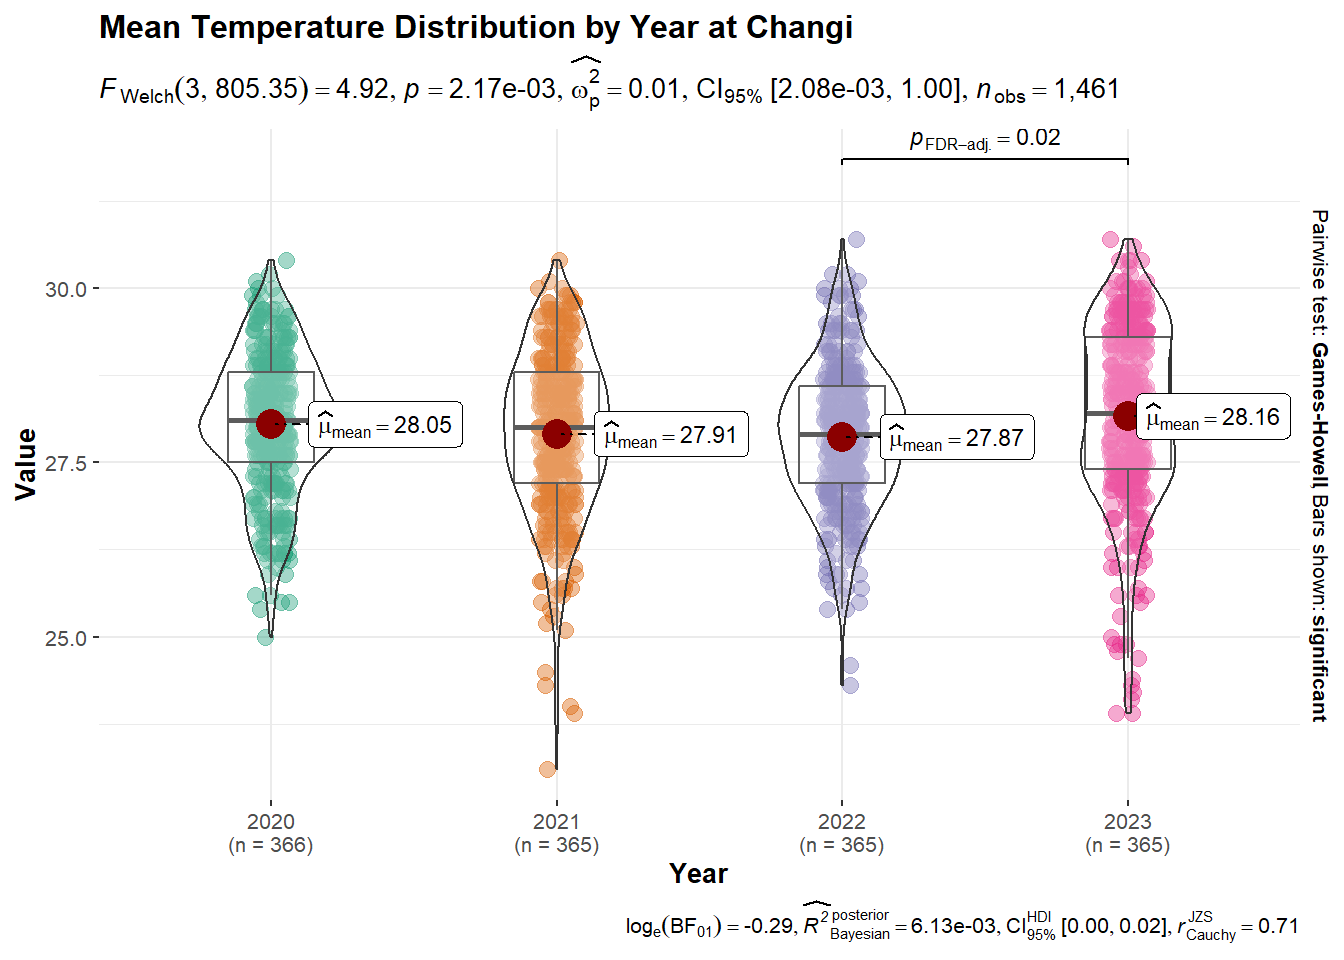 Mean Temperature Distribution by Year at Changi
F Welch(3, 805.35) = 4.92, p = 2.17e-03, ω̂²p = 0.01, CI95% [2.08e-03, 1.00], nobs = 1,461
pFDR−adj. = 0.02
30.0
27.5
25.0
Value
μ̂mean = 28.05
μ̂mean = 27.91
μ̂mean = 27.87
μ̂mean = 28.16
Pairwise test: Games-Howell, Bars shown: significant
2020
(n = 366)
2021
(n = 365)
2022
(n = 365)
2023
(n = 365)
Year
loge(BF01) = -0.29, R̂² posterior Bayesian = 6.13e-03, CI HDI 95% [0.00, 0.02], r JZS Cauchy = 0.71